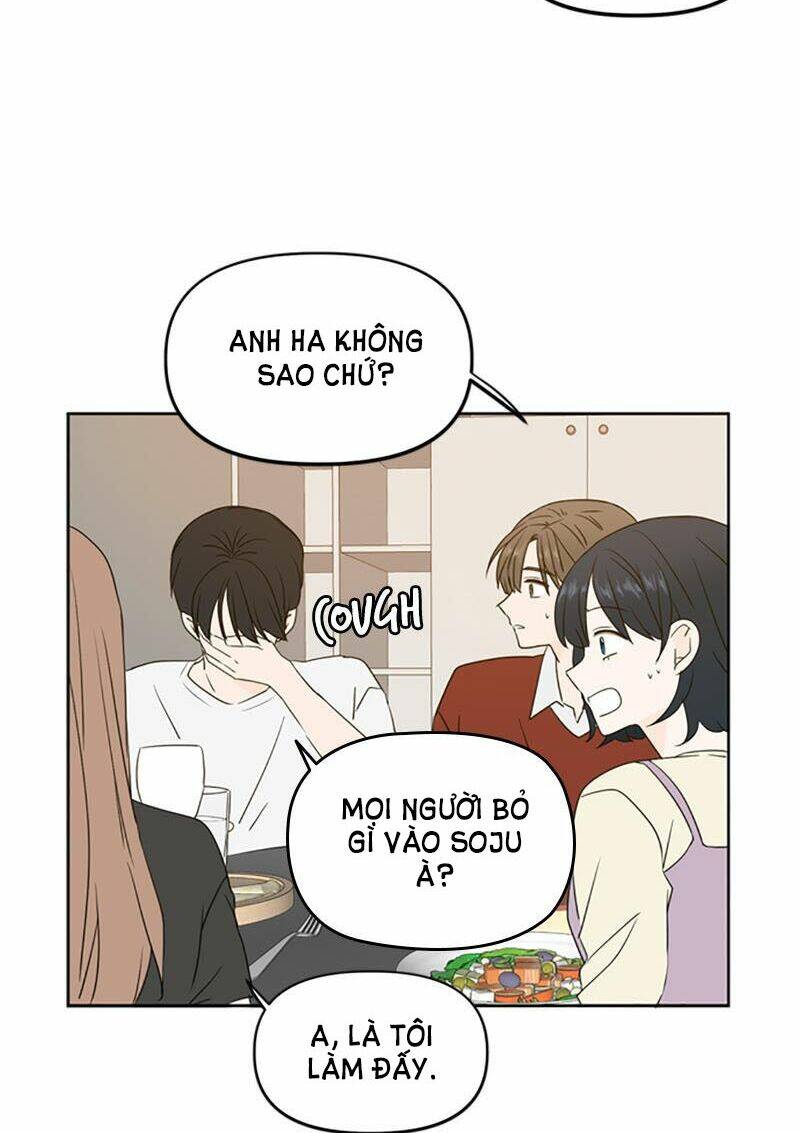 ANH HA KHÔNG
SAO CHỨ?
COUGH
MỌI NGƯỜI BỎ
GÌ VÀO SOJU
À?
A, LÀ TÔI
LÀM ĐẤY.